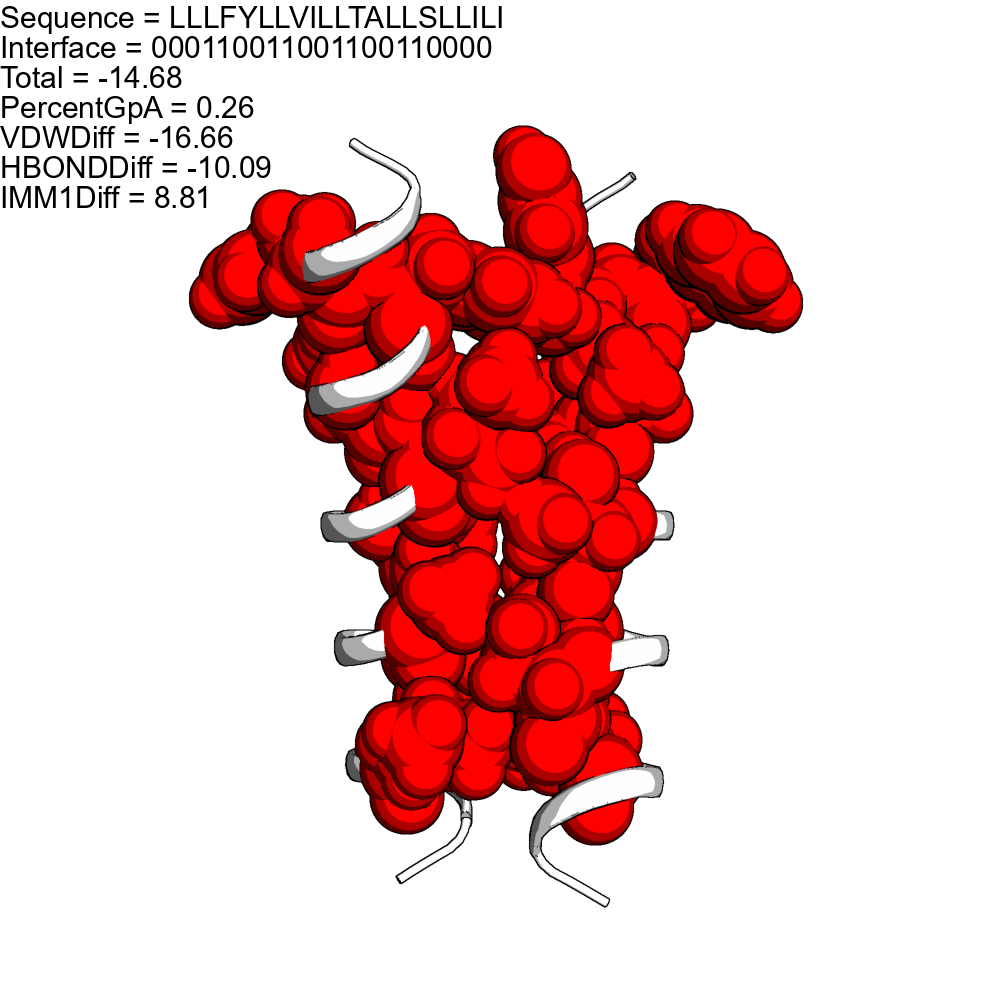 Sequence = LLLFYLLVILLTALLSLLILI
Interface = 000110011001100110000
Total = -14.68
PercentGpA = 0.26
VDWDiff = -16.66
HBONDDiff = -10.09
IMM1Diff = 8.81